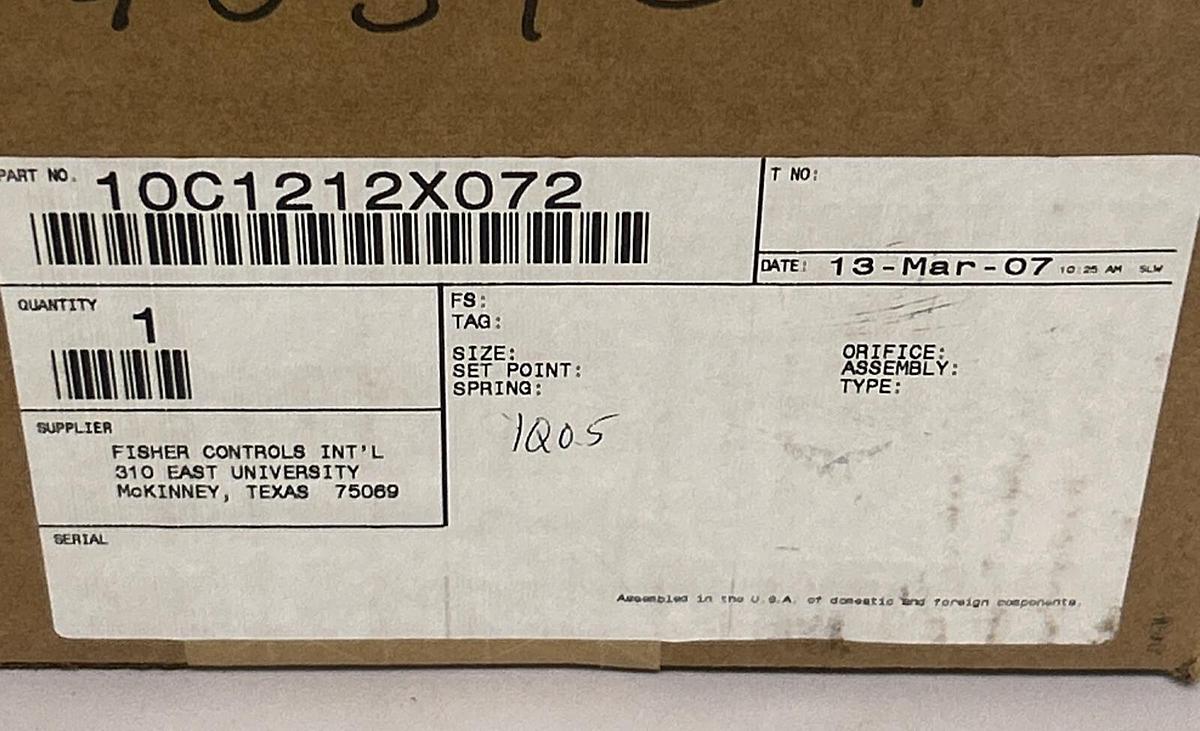 PART NO. 10C1212X072
T NO:
DATE: 13-Mar-07 10:25 AM SLW
QUANTITY 1
FS:
TAG:
SIZE:
SET POINT:
SPRING:
ORIFICE:
ASSEMBLY:
TYPE:
1Q05
SUPPLIER
FISHER CONTROLS INT'L
310 EAST UNIVERSITY
McKINNEY, TEXAS 75069
SERIAL
Assembled in the U.S.A. of domestic and foreign components.